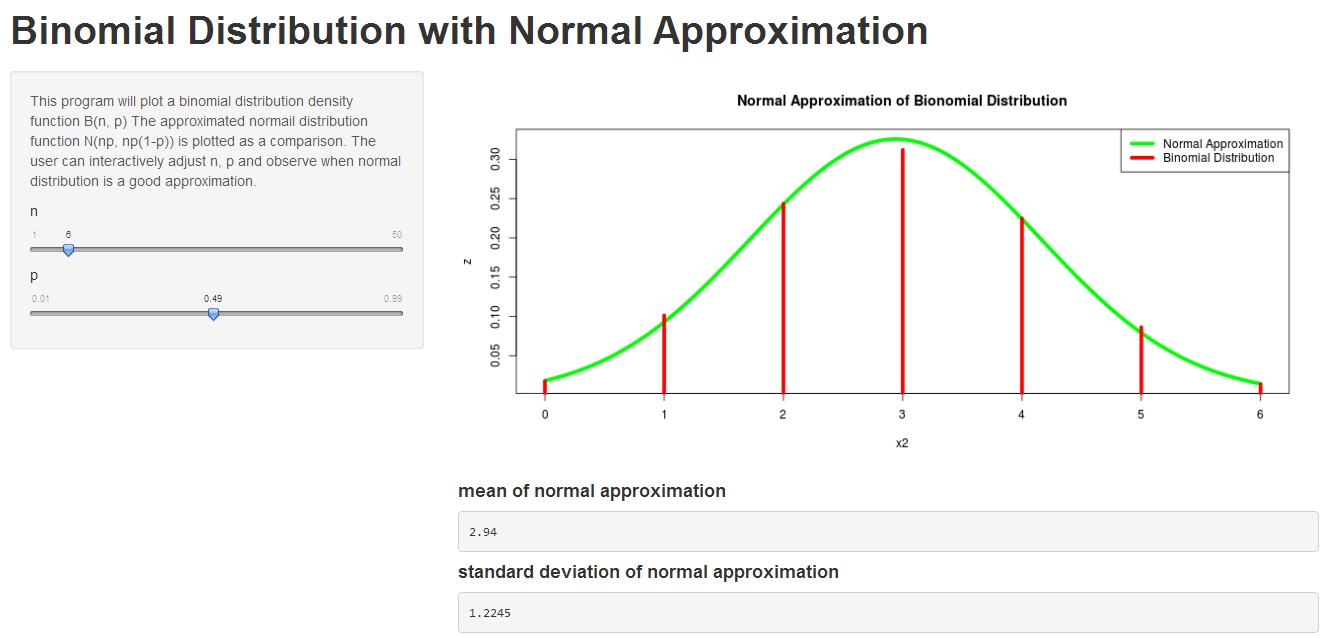 Binomial Distribution with Normal Approximation
This program will plot a binomial distribution density
function B(n, p) The approximated normail distribution
function N(np, np(1-p)) is plotted as a comparison. The
user can interactively adjust n, p and observe when normal
distribution is a good approximation.
n
1 6 50
p
0.01 0.49 0.99
Normal Approximation of Bionomial Distribution
Normal Approximation
Binomial Distribution
z
0.30
0.25
0.20
0.15
0.10
0.05
0 1 2 3 4 5 6
x2
mean of normal approximation
2.94
standard deviation of normal approximation
1.2245